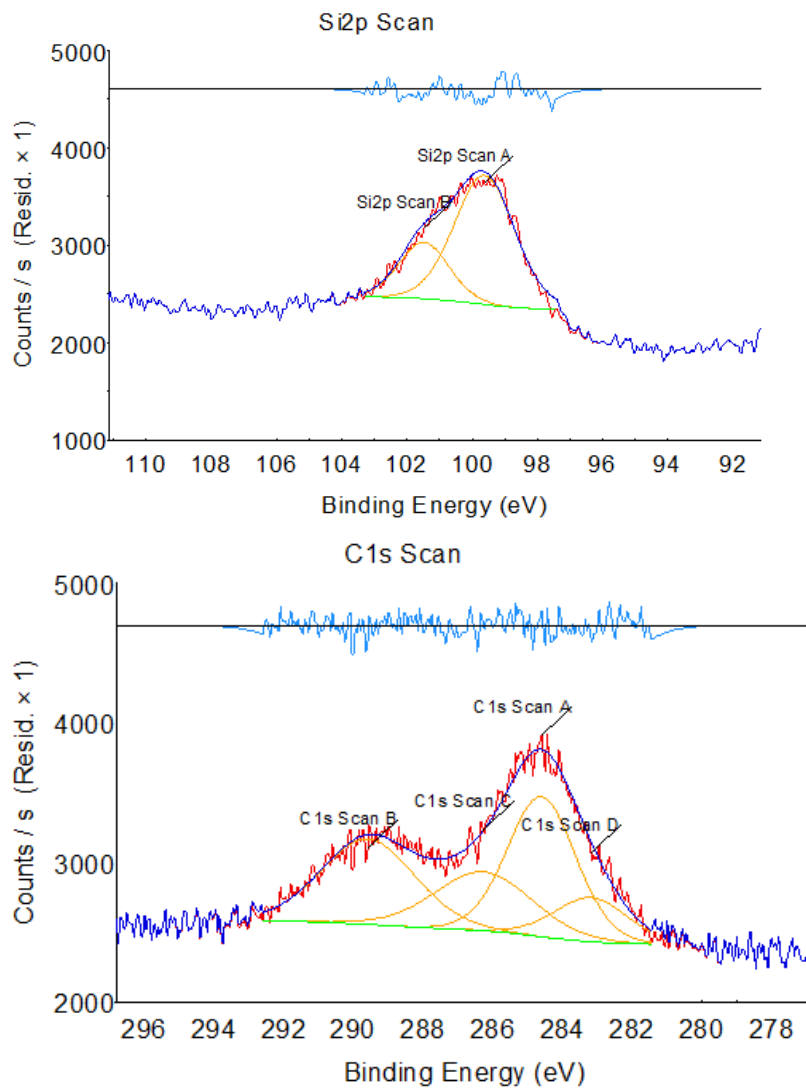 Si2p Scan
5000
4000
3000
2000
1000
Counts / s (Resid. × 1)
Si2p Scan A
Si2p Scan B
110 108 106 104 102 100 98 96 94 92
Binding Energy (eV)
C1s Scan
5000
4000
3000
2000
Counts / s (Resid. × 1)
C1s Scan A
C1s Scan B
C1s Scan C
C1s Scan D
296 294 292 290 288 286 284 282 280 278
Binding Energy (eV)